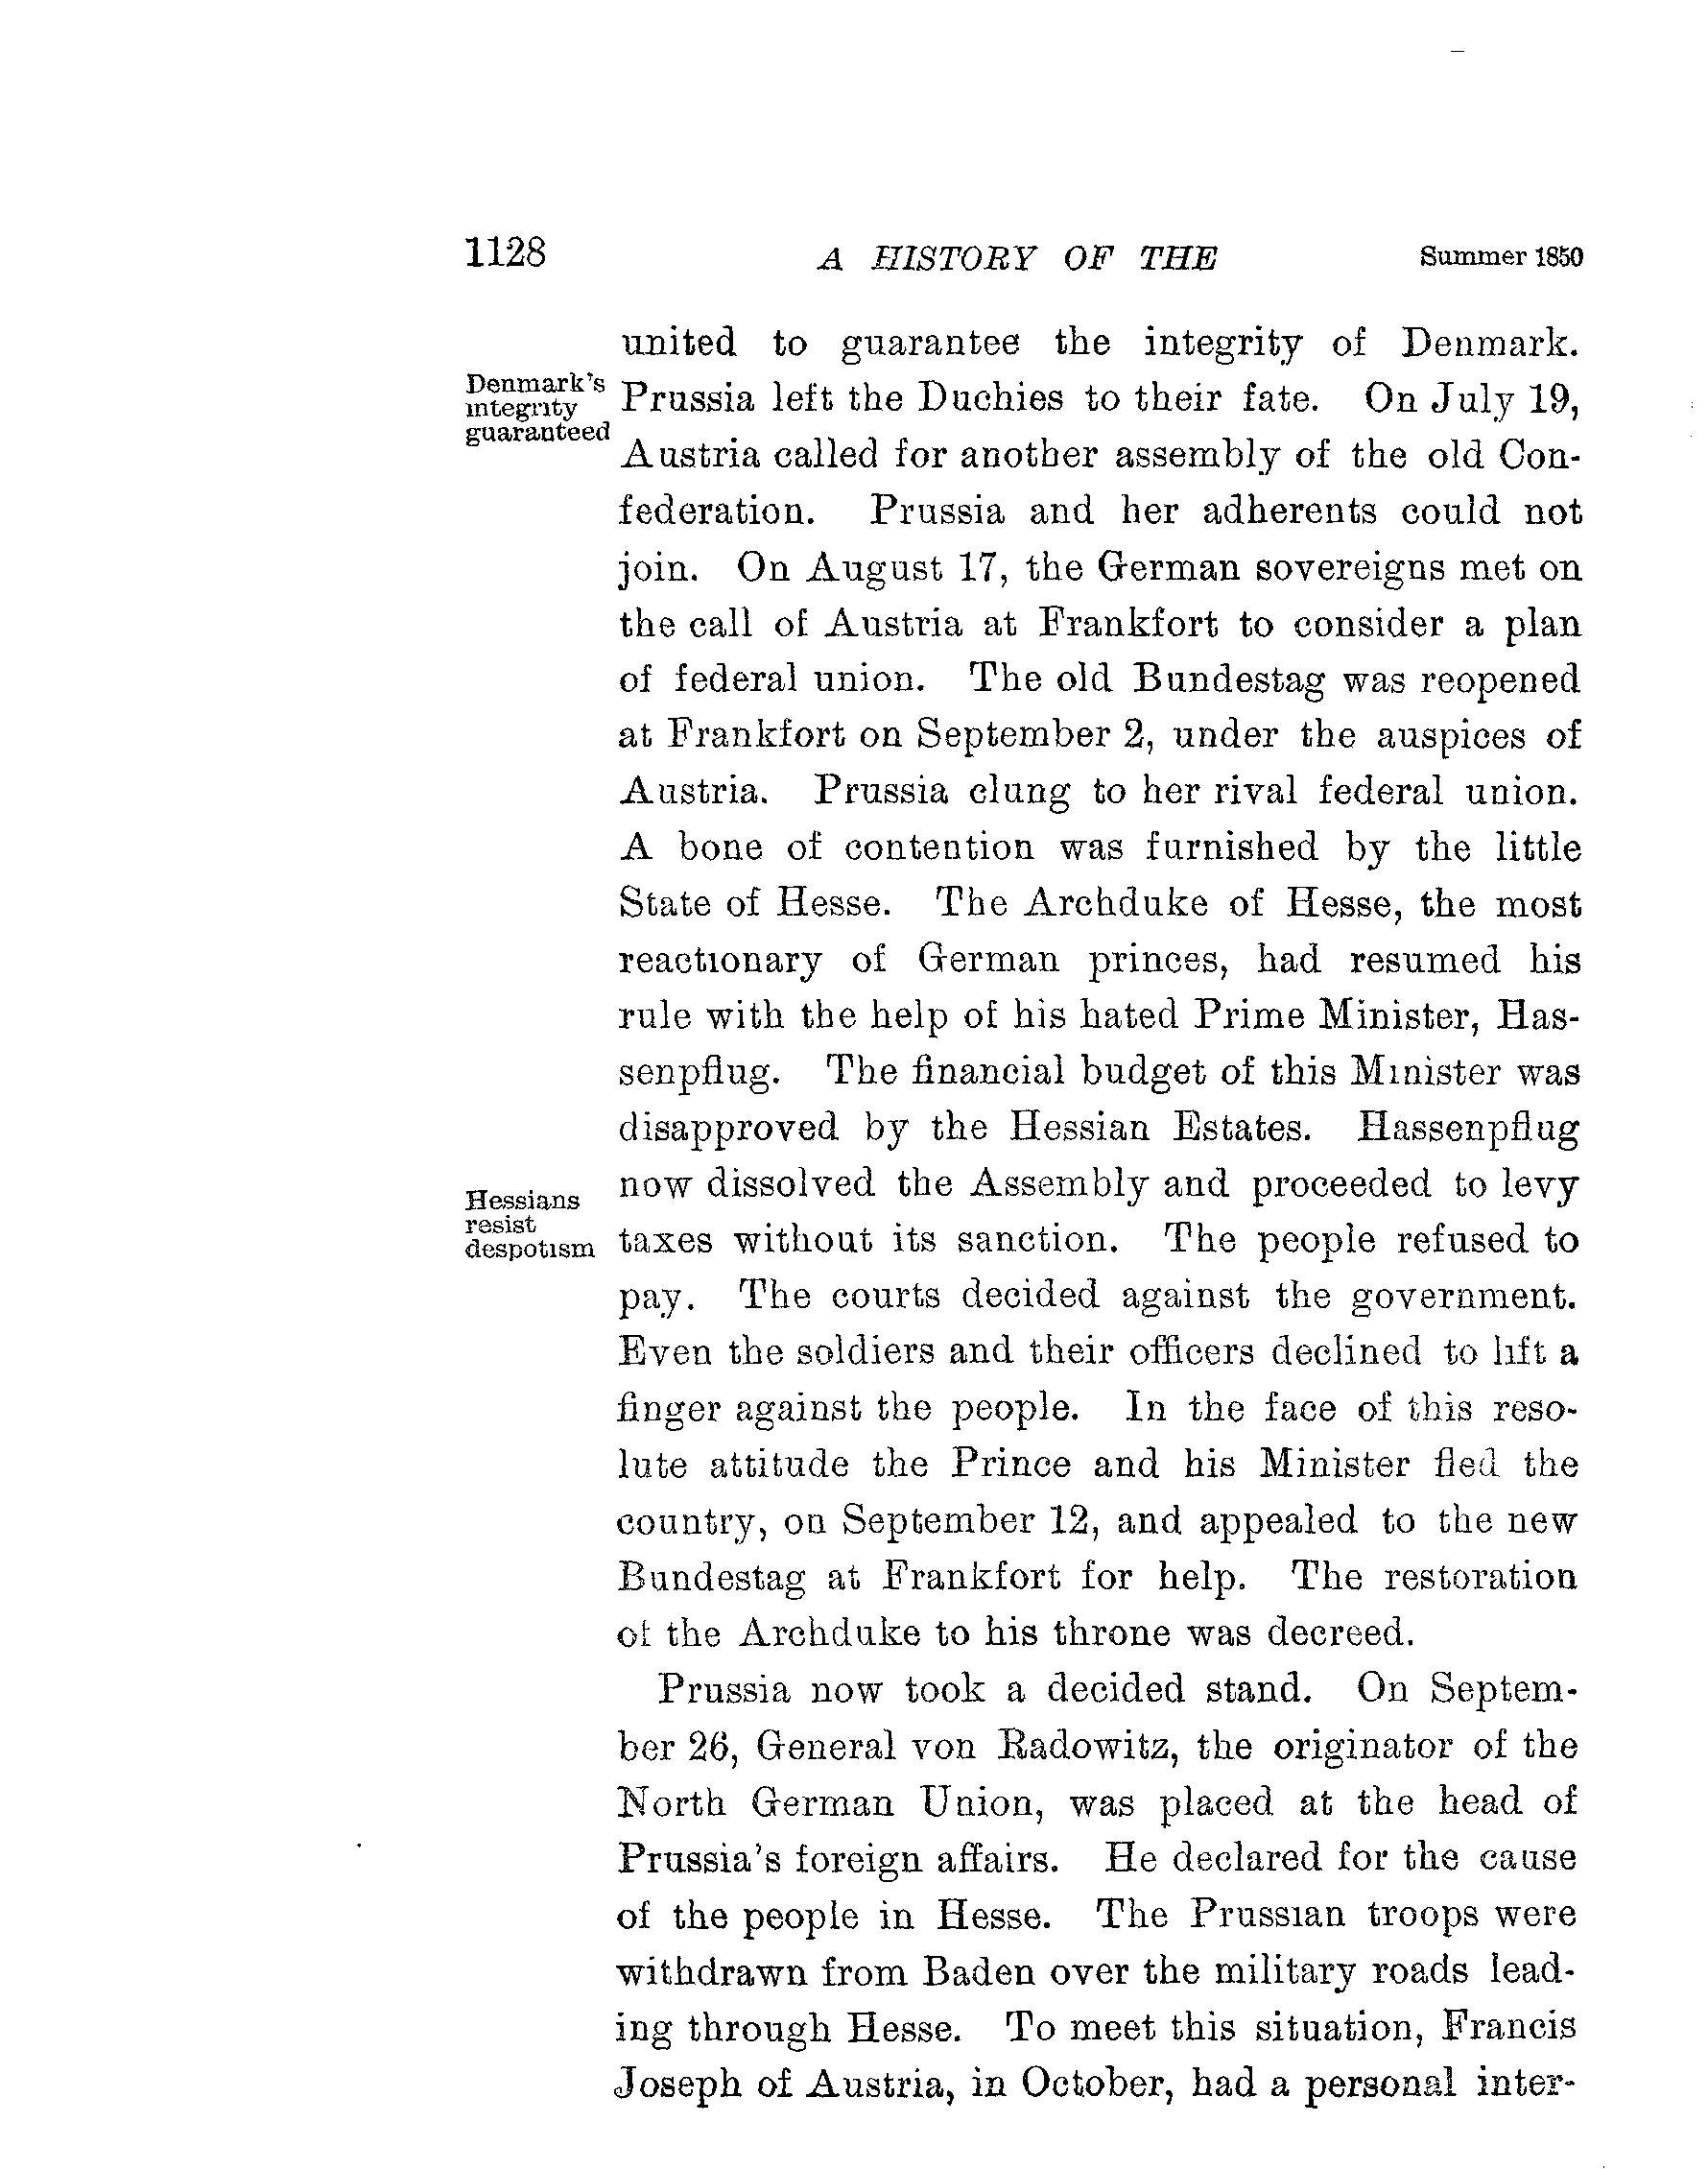 1128 A HISTORY OF THE Summer 1850
united to guarantee the integrity of Denmark.
Denmark's
integrity
guaranteed
Prussia left the Duchies to their fate. On July 19,
Austria called for another assembly of the old Con-
federation. Prussia and her adherents could not
join. On August 17, the German sovereigns met on
the call of Austria at Frankfort to consider a plan
of federal union. The old Bundestag was reopened
at Frankfort on September 2, under the auspices of
Austria. Prussia clung to her rival federal union.
A bone of contention was furnished by the little
State of Hesse. The Archduke of Hesse, the most
reactionary of German princes, had resumed his
rule with the help of his hated Prime Minister, Has-
senpflug. The financial budget of this Minister was
disapproved by the Hessian Estates. Hassenpflug
now dissolved the Assembly and proceeded to levy
Hessians
resist
despotism
taxes without its sanction. The people refused to
pay. The courts decided against the government.
Even the soldiers and their officers declined to lift a
finger against the people. In the face of this reso-
lute attitude the Prince and his Minister fled the
country, on September 12, and appealed to the new
Bundestag at Frankfort for help. The restoration
of the Archduke to his throne was decreed.
Prussia now took a decided stand. On Septem-
ber 26, General von Radowitz, the originator of the
North German Union, was placed at the head of
Prussia's foreign affairs. He declared for the cause
of the people in Hesse. The Prussian troops were
withdrawn from Baden over the military roads lead-
ing through Hesse. To meet this situation, Francis
Joseph of Austria, in October, had a personal inter-